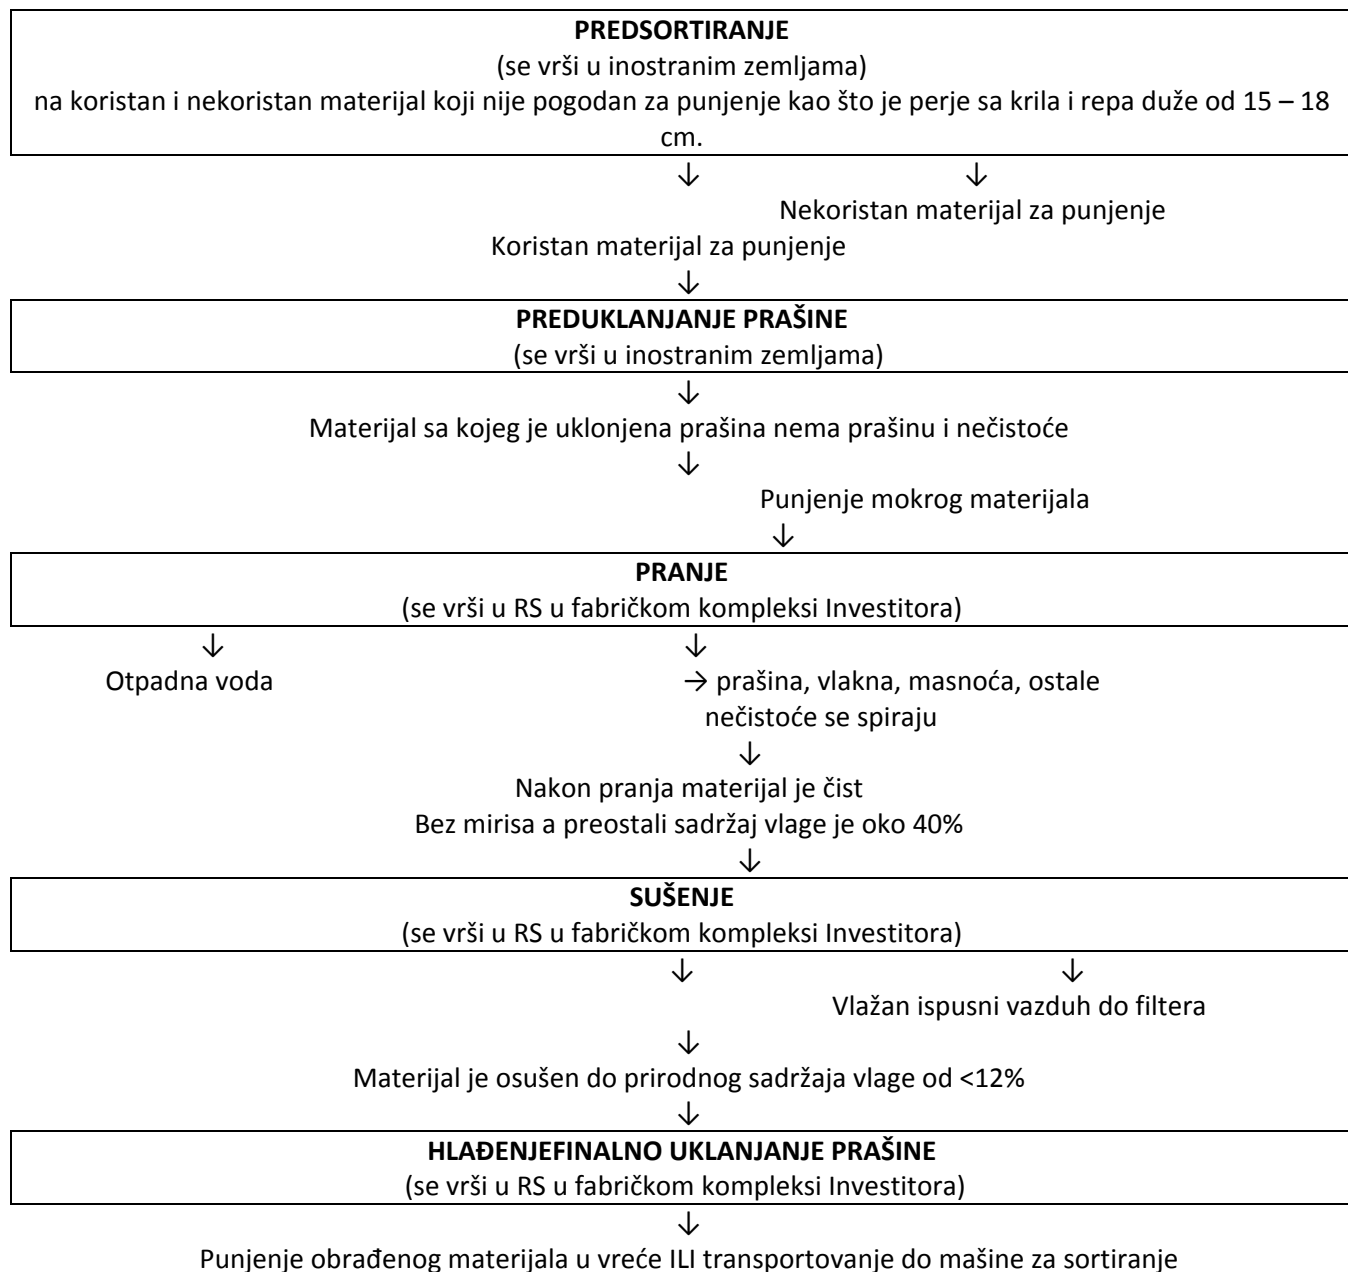 PREDSORTIRANJE
(se vrši u inostranim zemljama)
na koristan i nekoristan materijal koji nije pogodan za punjenje kao što je perje sa krila i repa duže od 15 – 18
cm.
↓ ↓
Nekoristan materijal za punjenje
Koristan materijal za punjenje
↓
PREDUKLANJANJE PRAŠINE
(se vrši u inostranim zemljama)
↓
Materijal sa kojeg je uklonjena prašina nema prašinu i nečistoće
↓
Punjenje mokrog materijala
↓
PRANJE
(se vrši u RS u fabričkom kompleksi Investitora)
↓ ↓
Otpadna voda → prašina, vlakna, masnoća, ostale
nečistoće se spiraju
↓
Nakon pranja materijal je čist
Bez mirisa a preostali sadržaj vlage je oko 40%
↓
SUŠENJE
(se vrši u RS u fabričkom kompleksi Investitora)
↓ ↓
Vlažan ispusni vazduh do filtera
↓
Materijal je osušen do prirodnog sadržaja vlage od <12%
↓
HLAĐENJEFINALNO UKLANJANJE PRAŠINE
(se vrši u RS u fabričkom kompleksi Investitora)
↓
Punjenje obrađenog materijala u vreće ILI transportovanje do mašine za sortiranje